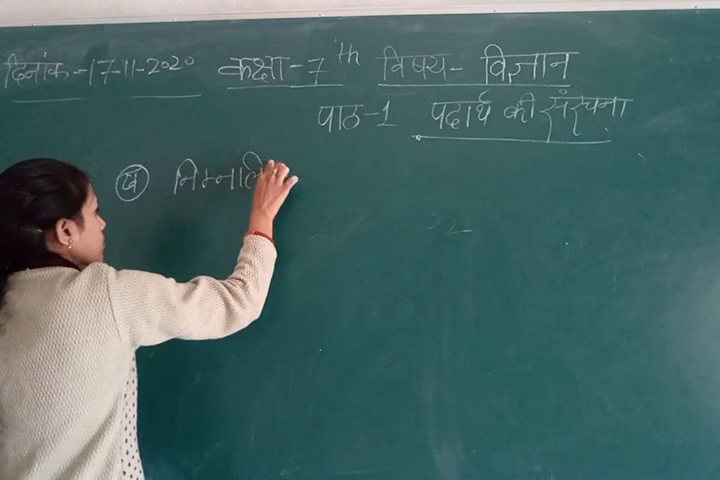 दिनांक-17-11-2020 कक्षा-7th विषय- विज्ञान
पाठ-1 पदार्थ की संरचना
निम्नलि